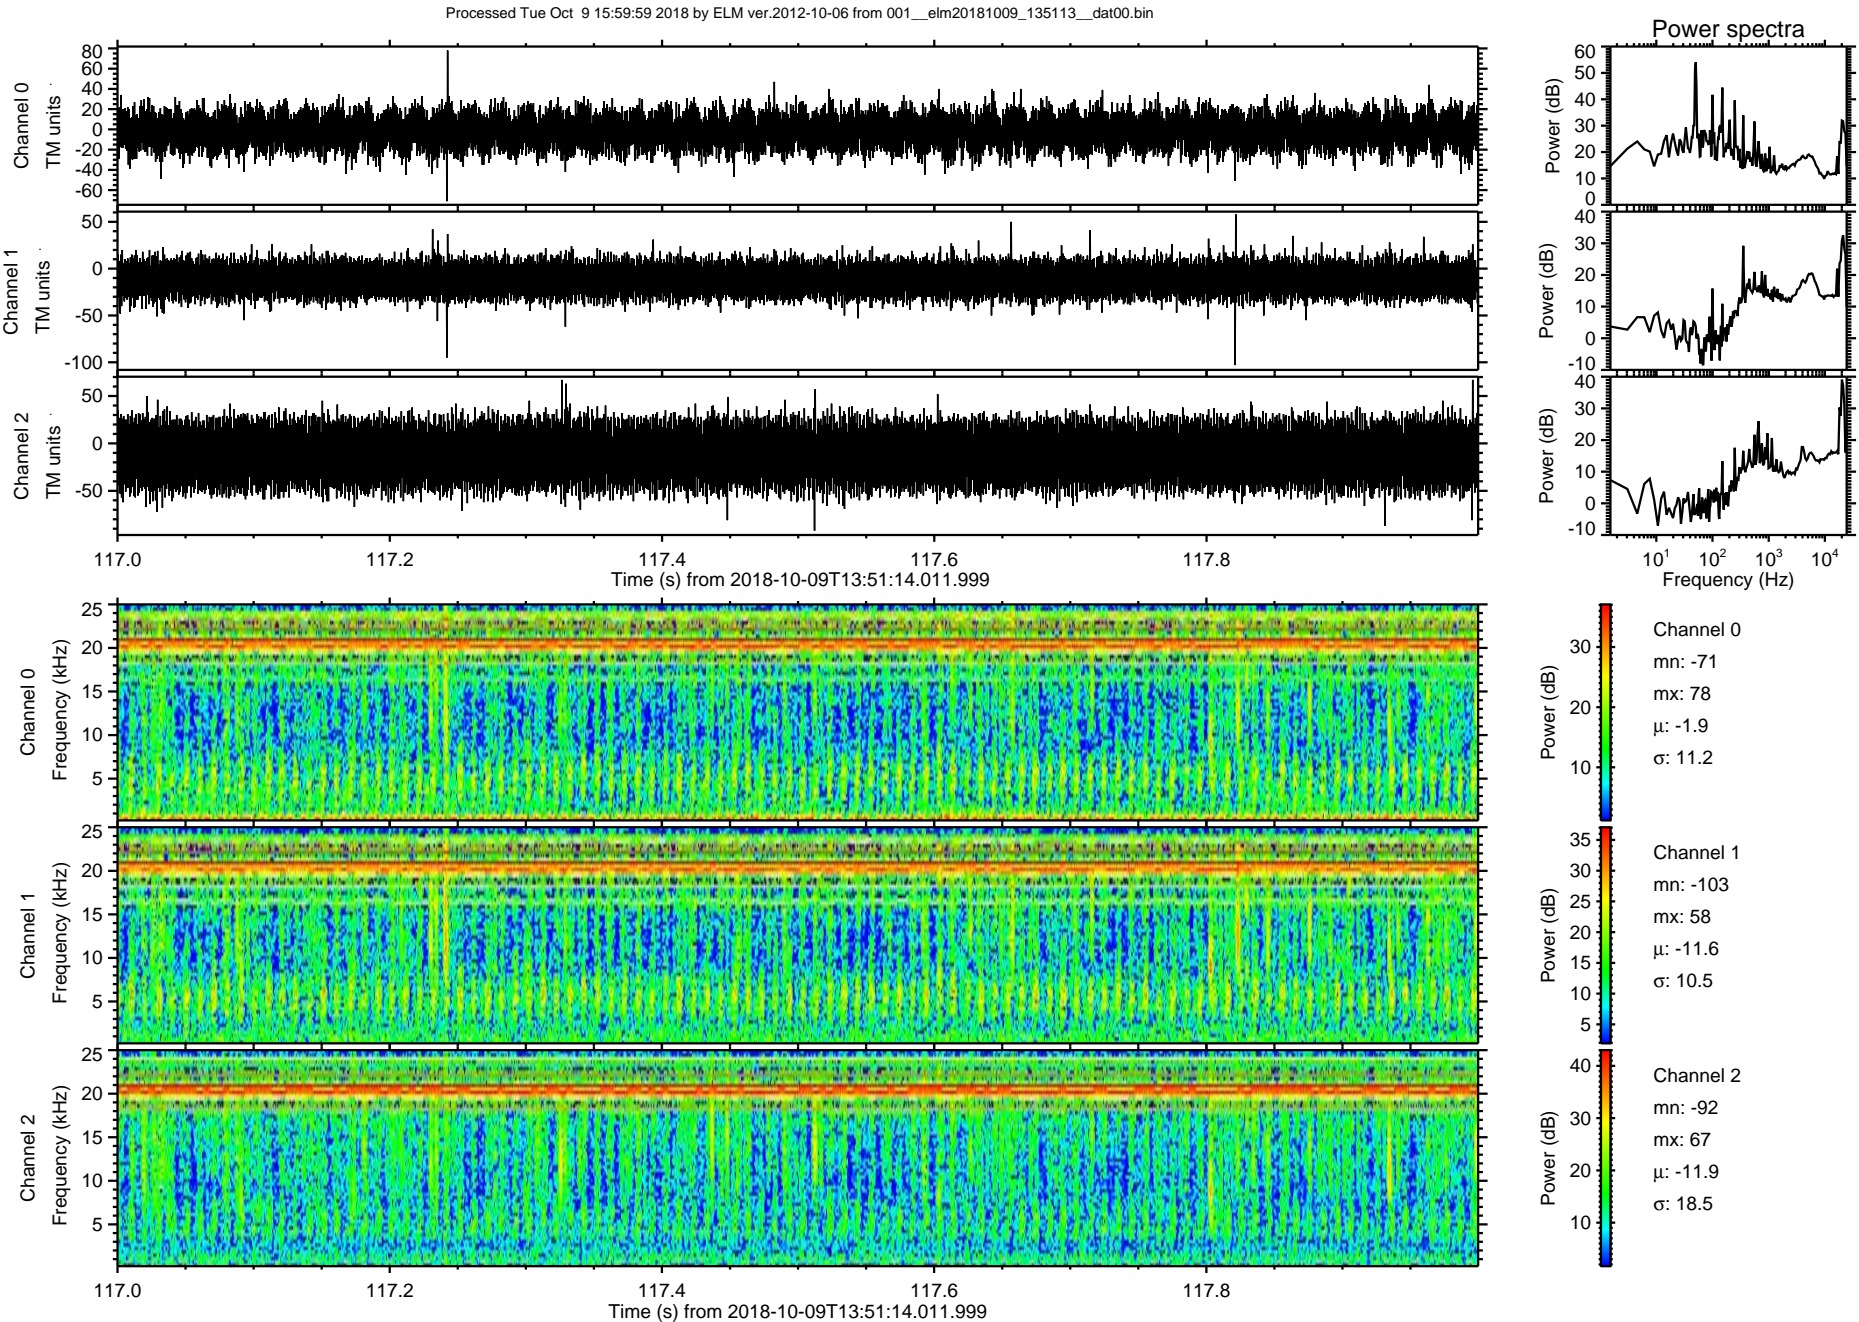 Processed Tue Oct  9 15:59:59 2018 by ELM ver.2012-10-06 from 001__elm20181009_135113__dat00.bin
Power spectra
Channel 0
TM units
80
60
40
20
0
-20
-40
-60
Power (dB)
60
50
40
30
20
10
0
Channel 1
TM units
50
0
-50
-100
Power (dB)
40
30
20
10
0
-10
Channel 2
TM units
50
0
-50
Power (dB)
40
30
20
10
0
-10
117.0 117.2 117.4 117.6 117.8
Time (s) from 2018-10-09T13:51:14.011.999
10¹ 10² 10³ 10⁴
Frequency (Hz)
Channel 0
Frequency (kHz)
25
20
15
10
5
Power (dB)
30
20
10
Channel 0
mn: -71
mx: 78
μ: -1.9
σ: 11.2
Channel 1
Frequency (kHz)
25
20
15
10
5
Power (dB)
35
30
25
20
15
10
5
Channel 1
mn: -103
mx: 58
μ: -11.6
σ: 10.5
Channel 2
Frequency (kHz)
25
20
15
10
5
Power (dB)
40
30
20
10
Channel 2
mn: -92
mx: 67
μ: -11.9
σ: 18.5
117.0 117.2 117.4 117.6 117.8
Time (s) from 2018-10-09T13:51:14.011.999